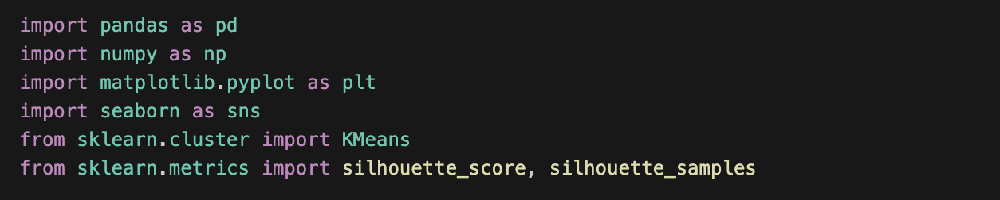 import pandas as pd
import numpy as np
import matplotlib.pyplot as plt
import seaborn as sns
from sklearn.cluster import KMeans
from sklearn.metrics import silhouette_score, silhouette_samples